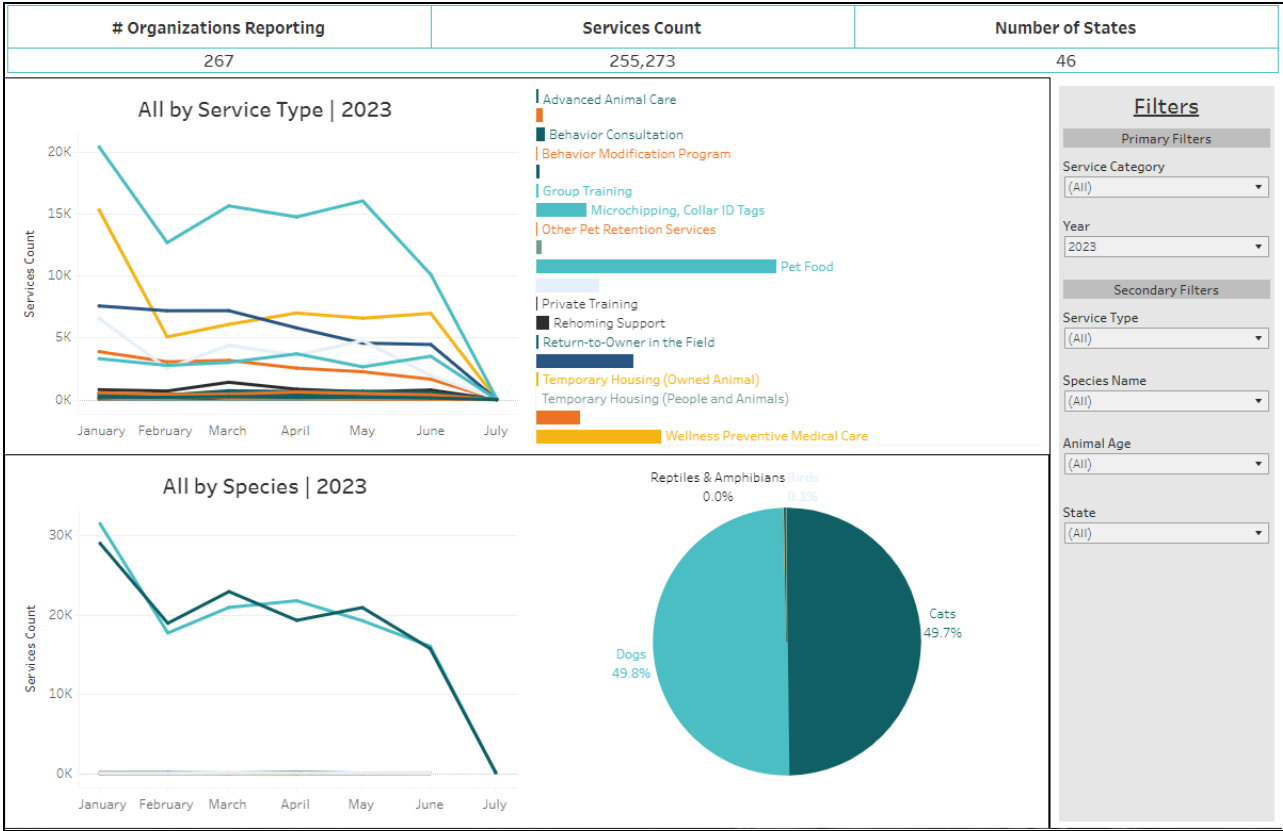 # Organizations Reporting
Services Count
Number of States
267
255,273
46
All by Service Type | 2023
Services Count
20K
15K
10K
5K
0K
January February March April May June July
Advanced Animal Care
Behavior Consultation
Behavior Modification Program
Group Training
Microchipping, Collar ID Tags
Other Pet Retention Services
Pet Food
Private Training
Rehoming Support
Return-to-Owner in the Field
Temporary Housing (Owned Animal)
Temporary Housing (People and Animals)
Wellness Preventive Medical Care
All by Species | 2023
Services Count
30K
20K
10K
0K
January February March April May June July
Reptiles & Amphibians
0.0%
Birds
0.1%
Cats
49.7%
Dogs
49.8%
Filters
Primary Filters
Service Category
(All)
Year
2023
Secondary Filters
Service Type
(All)
Species Name
(All)
Animal Age
(All)
State
(All)